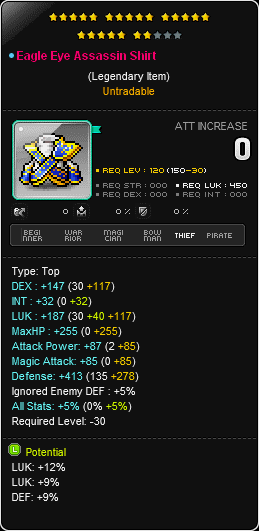 Eagle Eye Assassin Shirt
(Legendary Item)
Untradable
ATT INCREASE
0
REQ LEV : 120 (150-30)
REQ STR : 000 REQ LUK : 450
REQ DEX : 000 REQ INT : 000
0 0 % 0 %
BEGINNER WARRIOR MAGICIAN BOWMAN THIEF PIRATE
Type: Top
DEX : +147 (30 +117)
INT : +32 (0 +32)
LUK : +187 (30 +40 +117)
MaxHP : +255 (0 +255)
Attack Power: +87 (2 +85)
Magic Attack: +85 (0 +85)
Defense: +413 (135 +278)
Ignored Enemy DEF : +5%
All Stats: +5% (0% +5%)
Required Level: -30
L Potential
LUK: +12%
LUK: +9%
DEF: +9%